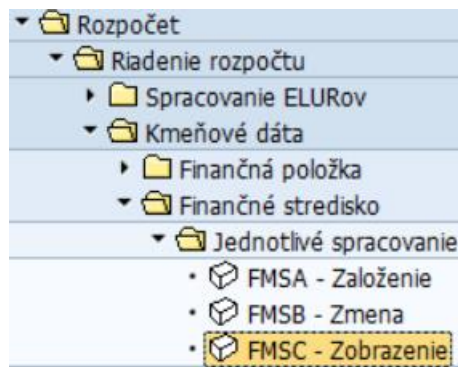 Rozpočet
Riadenie rozpočtu
Spracovanie ELURov
Kmeňové dáta
Finančná položka
Finančné stredisko
Jednotlivé spracovanie
FMSA - Založenie
FMSB - Zmena
FMSC - Zobrazenie